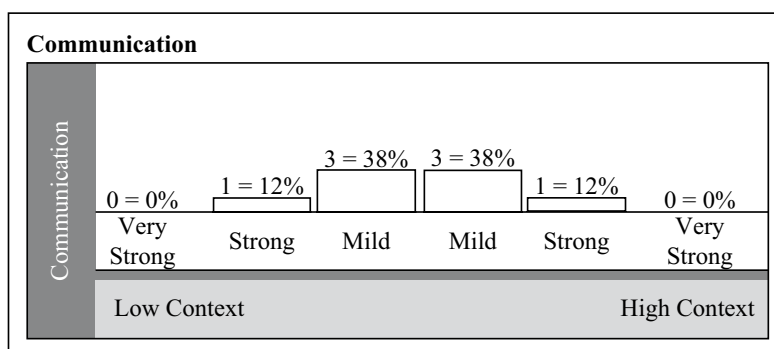 Communication
Communication
0 = 0%
1 = 12%
3 = 38%
3 = 38%
1 = 12%
0 = 0%
Very
Strong
Strong
Mild
Mild
Strong
Very
Strong
Low Context
High Context